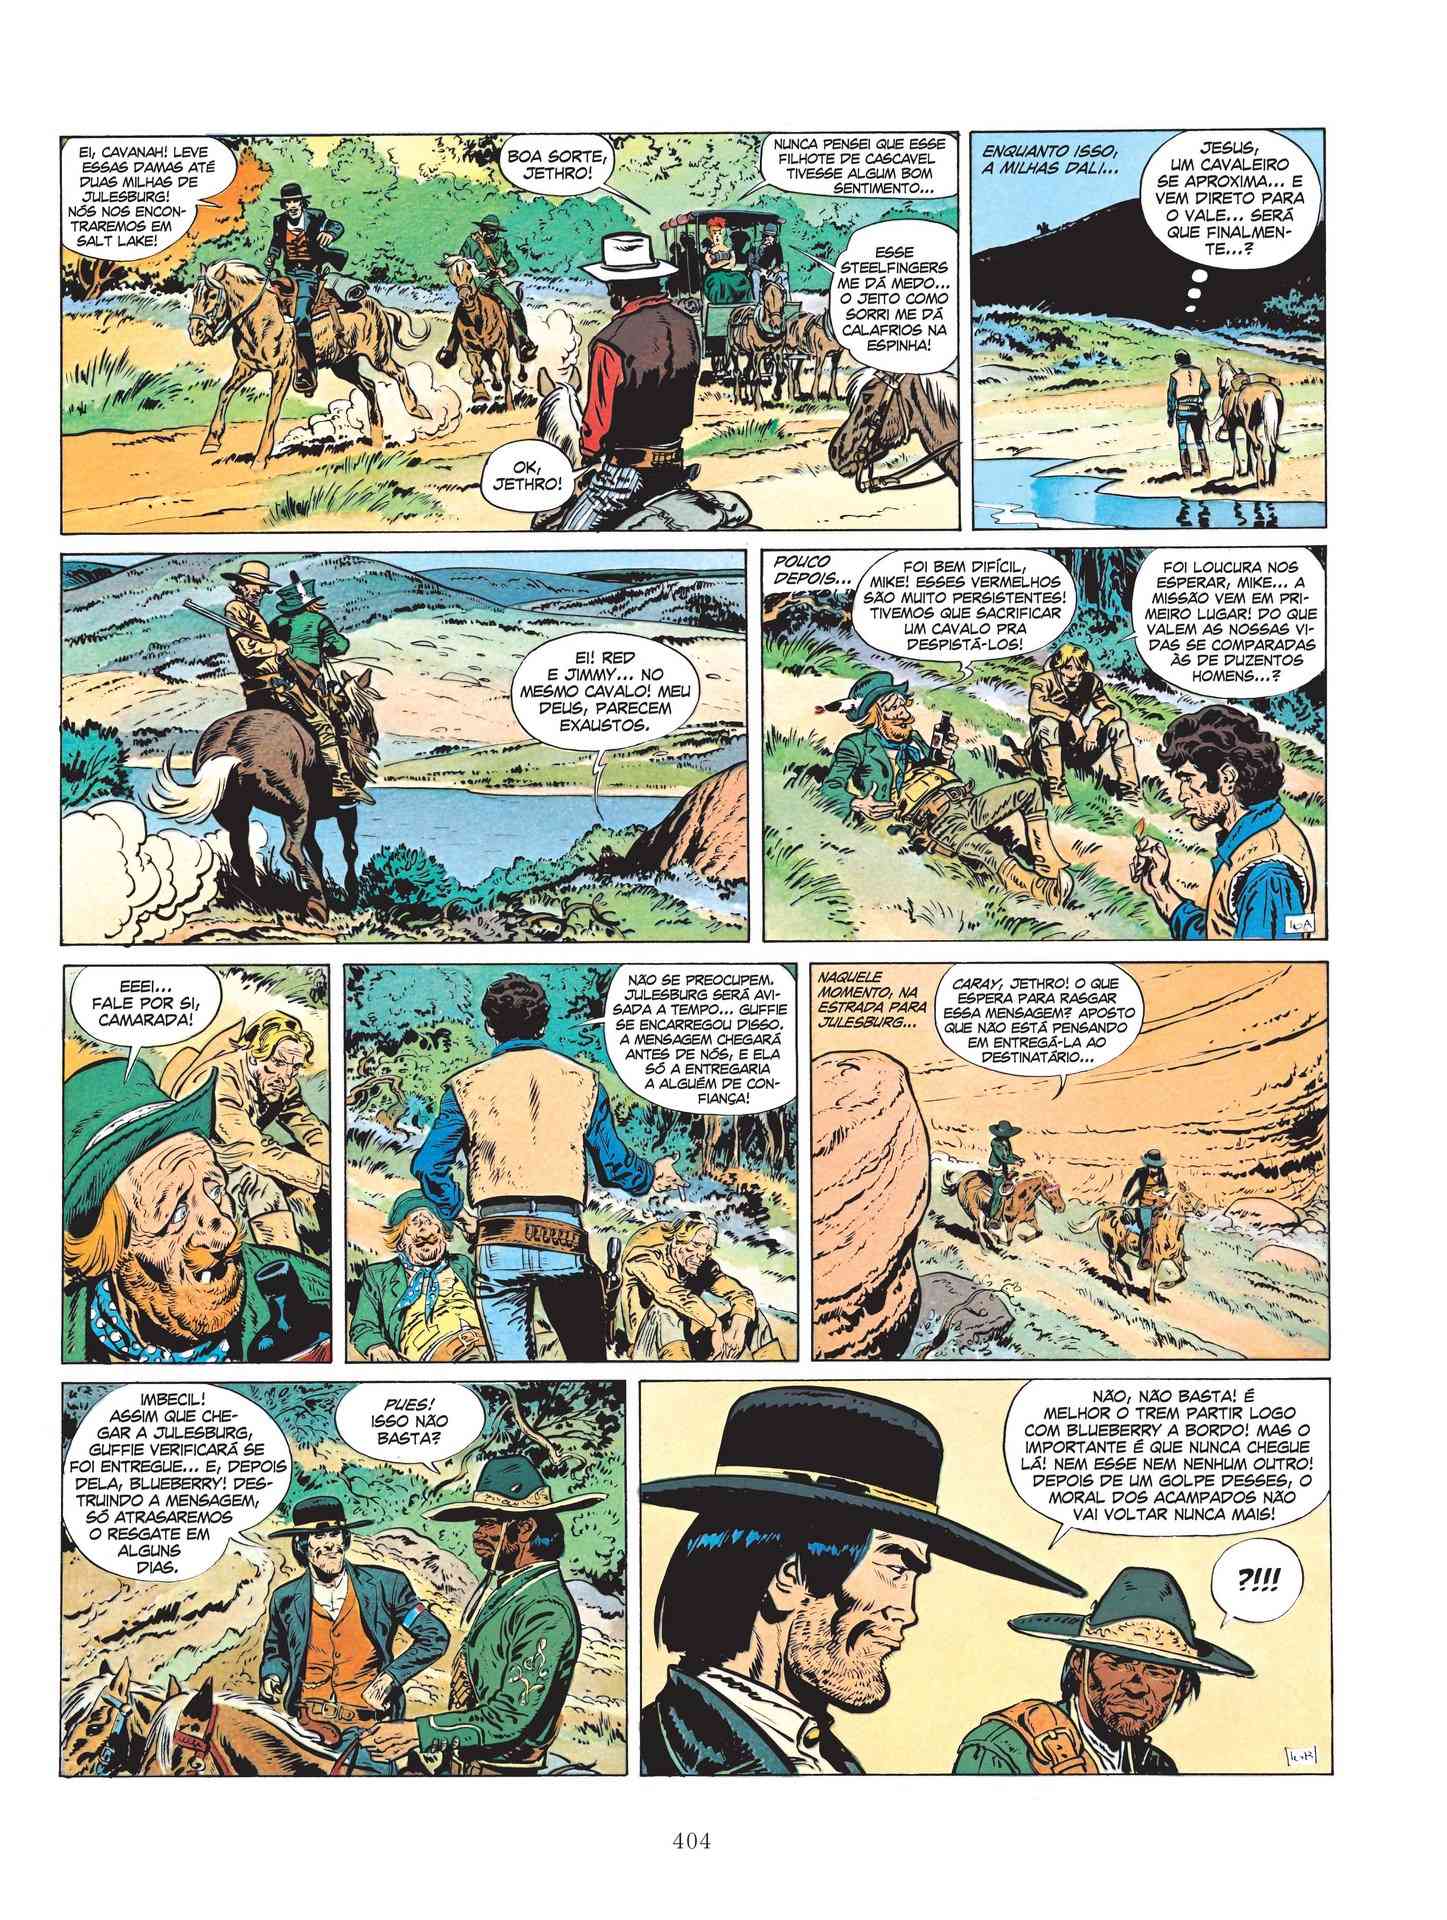 EI, CAVANAH! LEVE
ESSAS DAMAS ATÉ
DUAS MILHAS DE
JULESBURG!
NÓS NOS ENCON-
TRAREMOS EM
SALT LAKE!
BOA SORTE,
JETHRO!
NUNCA PENSEI QUE ESSE
FILHOTE DE CASCAVEL
TIVESSE ALGUM BOM
SENTIMENTO...
ESSE
STEELFINGERS
ME DÁ MEDO...
O JEITO COMO
SORRI ME DÁ
CALAFRIOS NA
ESPINHA!
OK,
JETHRO!
ENQUANTO ISSO,
A MILHAS DALI...
JESUS,
UM CAVALEIRO
SE APROXIMA... E
VEM DIRETO PARA
O VALE... SERÁ
QUE FINALMEN-
TE...?
EI! RED
E JIMMY... NO
MESMO CAVALO! MEU
DEUS, PARECEM
EXAUSTOS.
POUCO
DEPOIS...
FOI BEM DIFÍCIL,
MIKE! ESSES VERMELHOS
SÃO MUITO PERSISTENTES!
TIVEMOS QUE SACRIFICAR
UM CAVALO PRA
DESPISTÁ-LOS!
FOI LOUCURA NOS
ESPERAR, MIKE... A
MISSÃO VEM EM PRI-
MEIRO LUGAR! DO QUE
VALEM AS NOSSAS VI-
DAS SE COMPARADAS
ÀS DE DUZENTOS
HOMENS...?
16A
EEEI...
FALE POR SI,
CAMARADA!
NÃO SE PREOCUPEM.
JULESBURG SERÁ AVI-
SADA A TEMPO... GUFFIE
SE ENCARREGOU DISSO.
A MENSAGEM CHEGARÁ
ANTES DE NÓS, E ELA
SÓ A ENTREGARIA
A ALGUÉM DE CON-
FIANÇA!
NAQUELE
MOMENTO, NA
ESTRADA PARA
JULESBURG...
CARAY, JETHRO! O QUE
ESPERA PARA RASGAR
ESSA MENSAGEM? APOSTO
QUE NÃO ESTÁ PENSANDO
EM ENTREGÁ-LA AO
DESTINATÁRIO...
IMBECIL!
ASSIM QUE CHE-
GAR A JULESBURG,
GUFFIE VERIFICARÁ SE
FOI ENTREGUE... E, DEPOIS
DELA, BLUEBERRY! DES-
TRUINDO A MENSAGEM,
SÓ ATRASAREMOS
O RESGATE EM
ALGUNS
DIAS.
PUES!
ISSO NÃO
BASTA?
NÃO, NÃO BASTA! É
MELHOR O TREM PARTIR LOGO
COM BLUEBERRY A BORDO! MAS O
IMPORTANTE É QUE NUNCA CHEGUE
LÁ! NEM ESSE NEM NENHUM OUTRO!
DEPOIS DE UM GOLPE DESSES, O
MORAL DOS ACAMPADOS NÃO
VAI VOLTAR NUNCA MAIS!
?!!!
16B
404